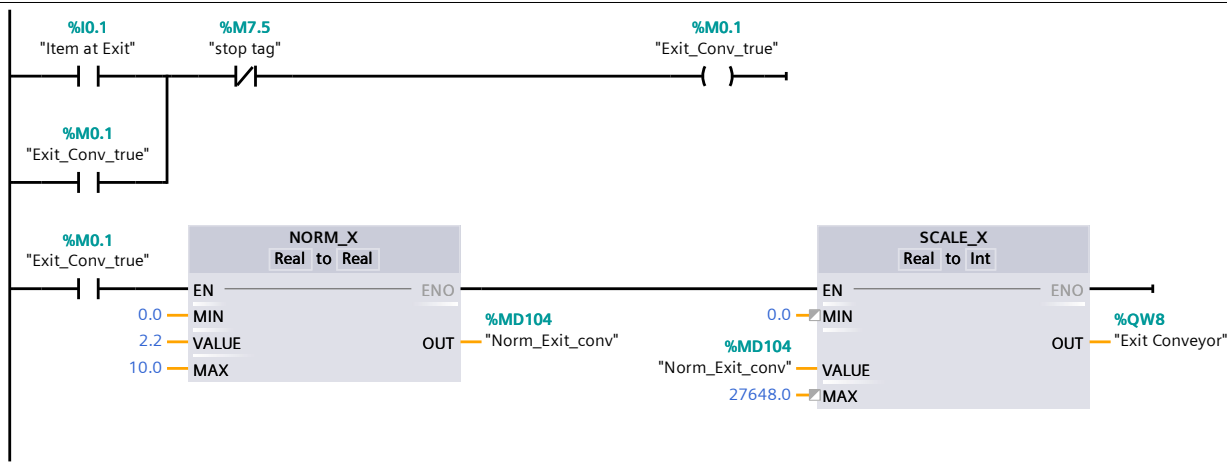 %I0.1
"Item at Exit"
%M7.5
"stop tag"
%M0.1
"Exit_Conv_true"
%M0.1
"Exit_Conv_true"
%M0.1
"Exit_Conv_true"
NORM_X
Real to Real
EN
ENO
0.0
MIN
2.2
VALUE
10.0
MAX
OUT
%MD104
"Norm_Exit_conv"
SCALE_X
Real to Int
EN
ENO
0.0
MIN
%MD104
"Norm_Exit_conv"
VALUE
27648.0
MAX
OUT
%QW8
"Exit Conveyor"